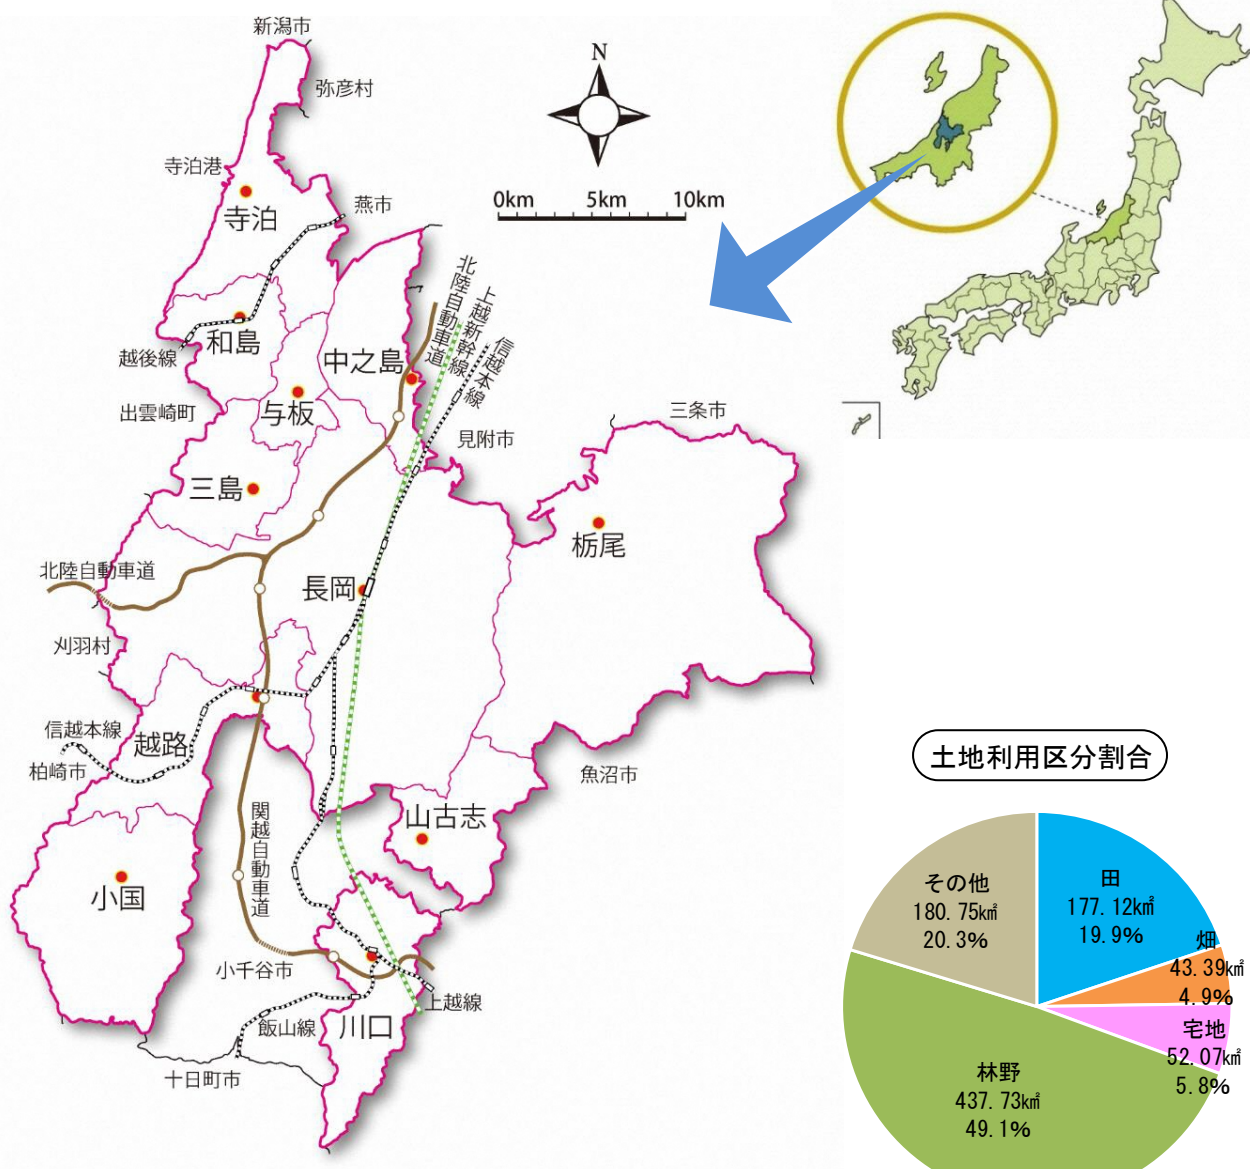 新潟市
弥彦村
寺泊港
寺泊
燕市
N
0km 5km 10km
和島
越後線
出雲崎町
与板
中之島
北陸自動車道
上越新幹線
信越本線
見附市
三条市
三島
栃尾
北陸自動車道
長岡
刈羽村
信越本線
柏崎市
越路
魚沼市
山古志
関越自動車道
小国
小千谷市
飯山線
川口
上越線
十日町市
土地利用区分割合
田
177.12㎢
19.9%
畑
43.39㎢
4.9%
宅地
52.07㎢
5.8%
林野
437.73㎢
49.1%
その他
180.75㎢
20.3%